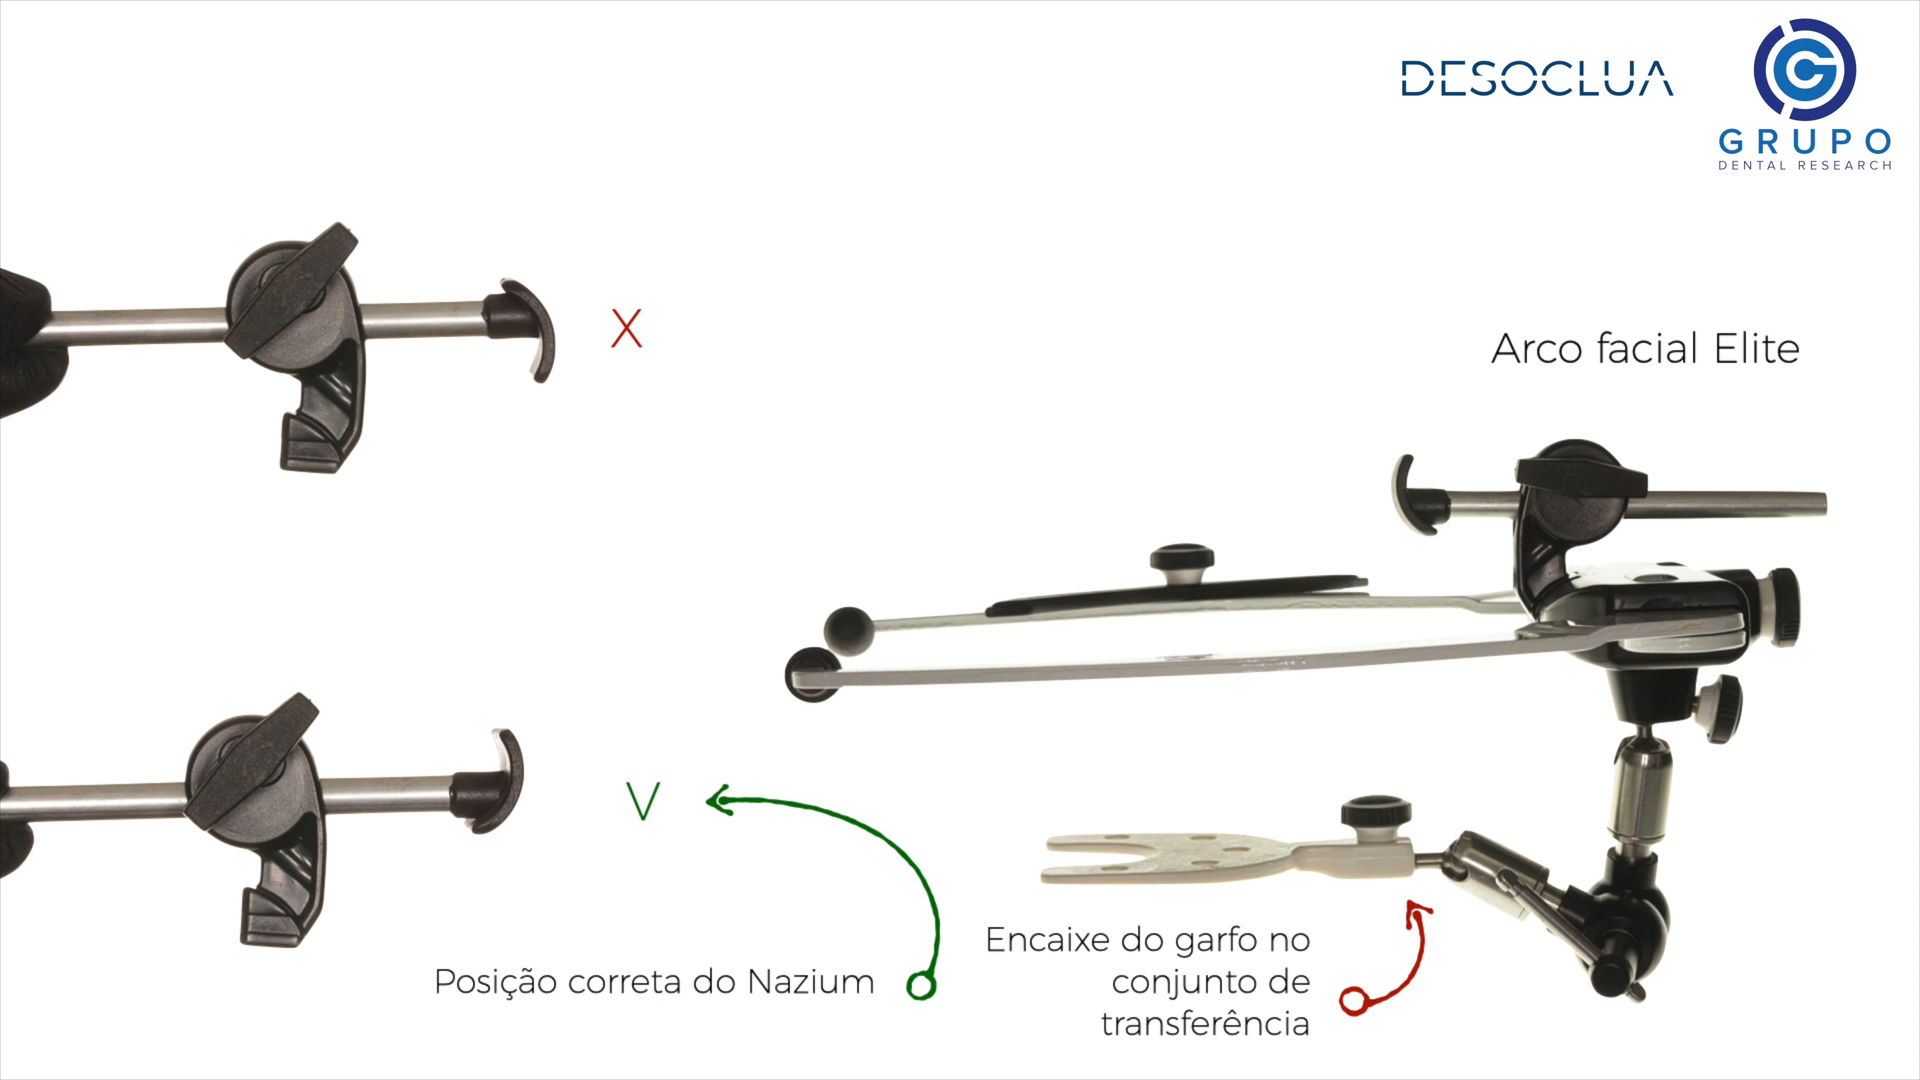 DESOCLUA
GRUPO
DENTAL RESEARCH
X
Arco facial Elite
V
Posição correta do Nazium
Encaixe do garfo no
conjunto de
transferência